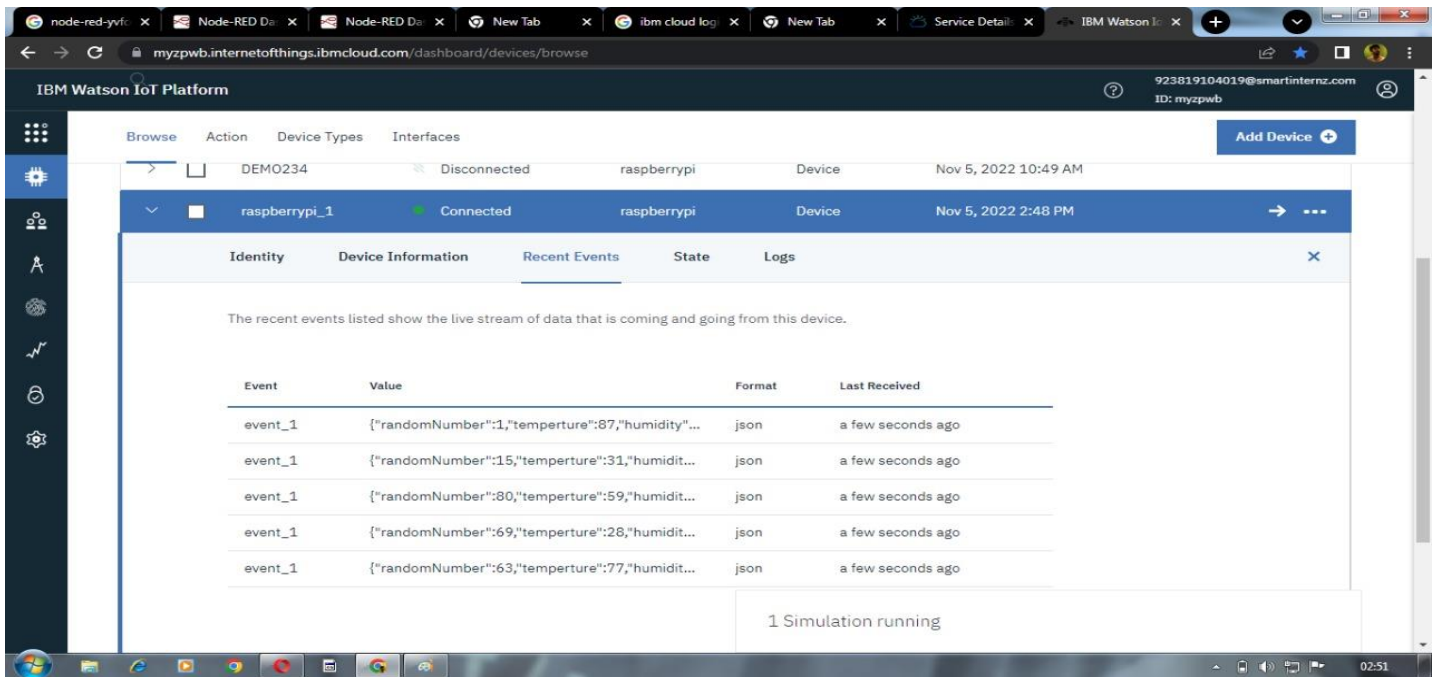 node-red-yvfc
Node-RED Da
Node-RED Da
New Tab
ibm cloud logi
New Tab
Service Details
IBM Watson Io
myzpwb.internetofthings.ibmcloud.com/dashboard/devices/browse
IBM Watson IoT Platform
923819104019@smartinternz.com
ID: myzpwb
Browse Action Device Types Interfaces
Add Device
DEMO234 Disconnected raspberrypi Device Nov 5, 2022 10:49 AM
raspberrypi_1 Connected raspberrypi Device Nov 5, 2022 2:48 PM
Identity Device Information Recent Events State Logs
The recent events listed show the live stream of data that is coming and going from this device.
Event Value Format Last Received
event_1 {"randomNumber":1,"temperture":87,"humidity"... json a few seconds ago
event_1 {"randomNumber":15,"temperture":31,"humidit... json a few seconds ago
event_1 {"randomNumber":80,"temperture":59,"humidit... json a few seconds ago
event_1 {"randomNumber":69,"temperture":28,"humidit... json a few seconds ago
event_1 {"randomNumber":63,"temperture":77,"humidit... json a few seconds ago
1 Simulation running
02:51